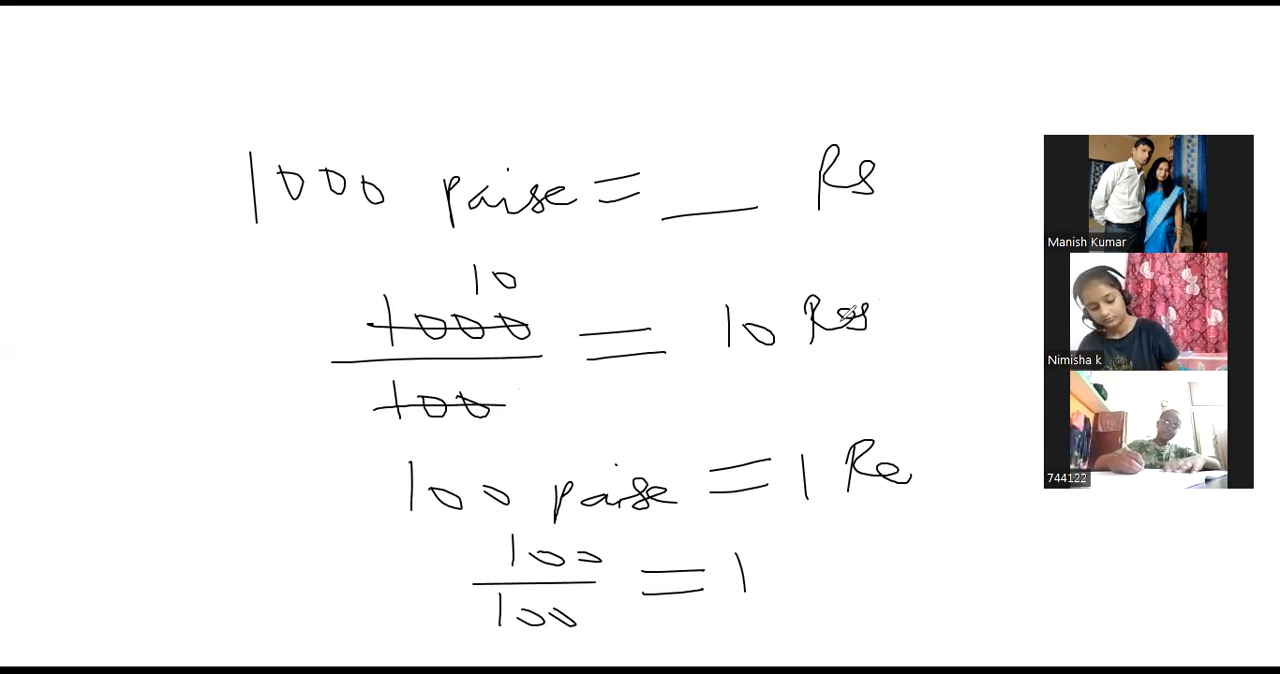 1000 paise = __ Rs
10
1000
100
= 10 Rs
100 paise = 1 Re
100
100
= 1
Manish Kumar
Nimisha k
744122